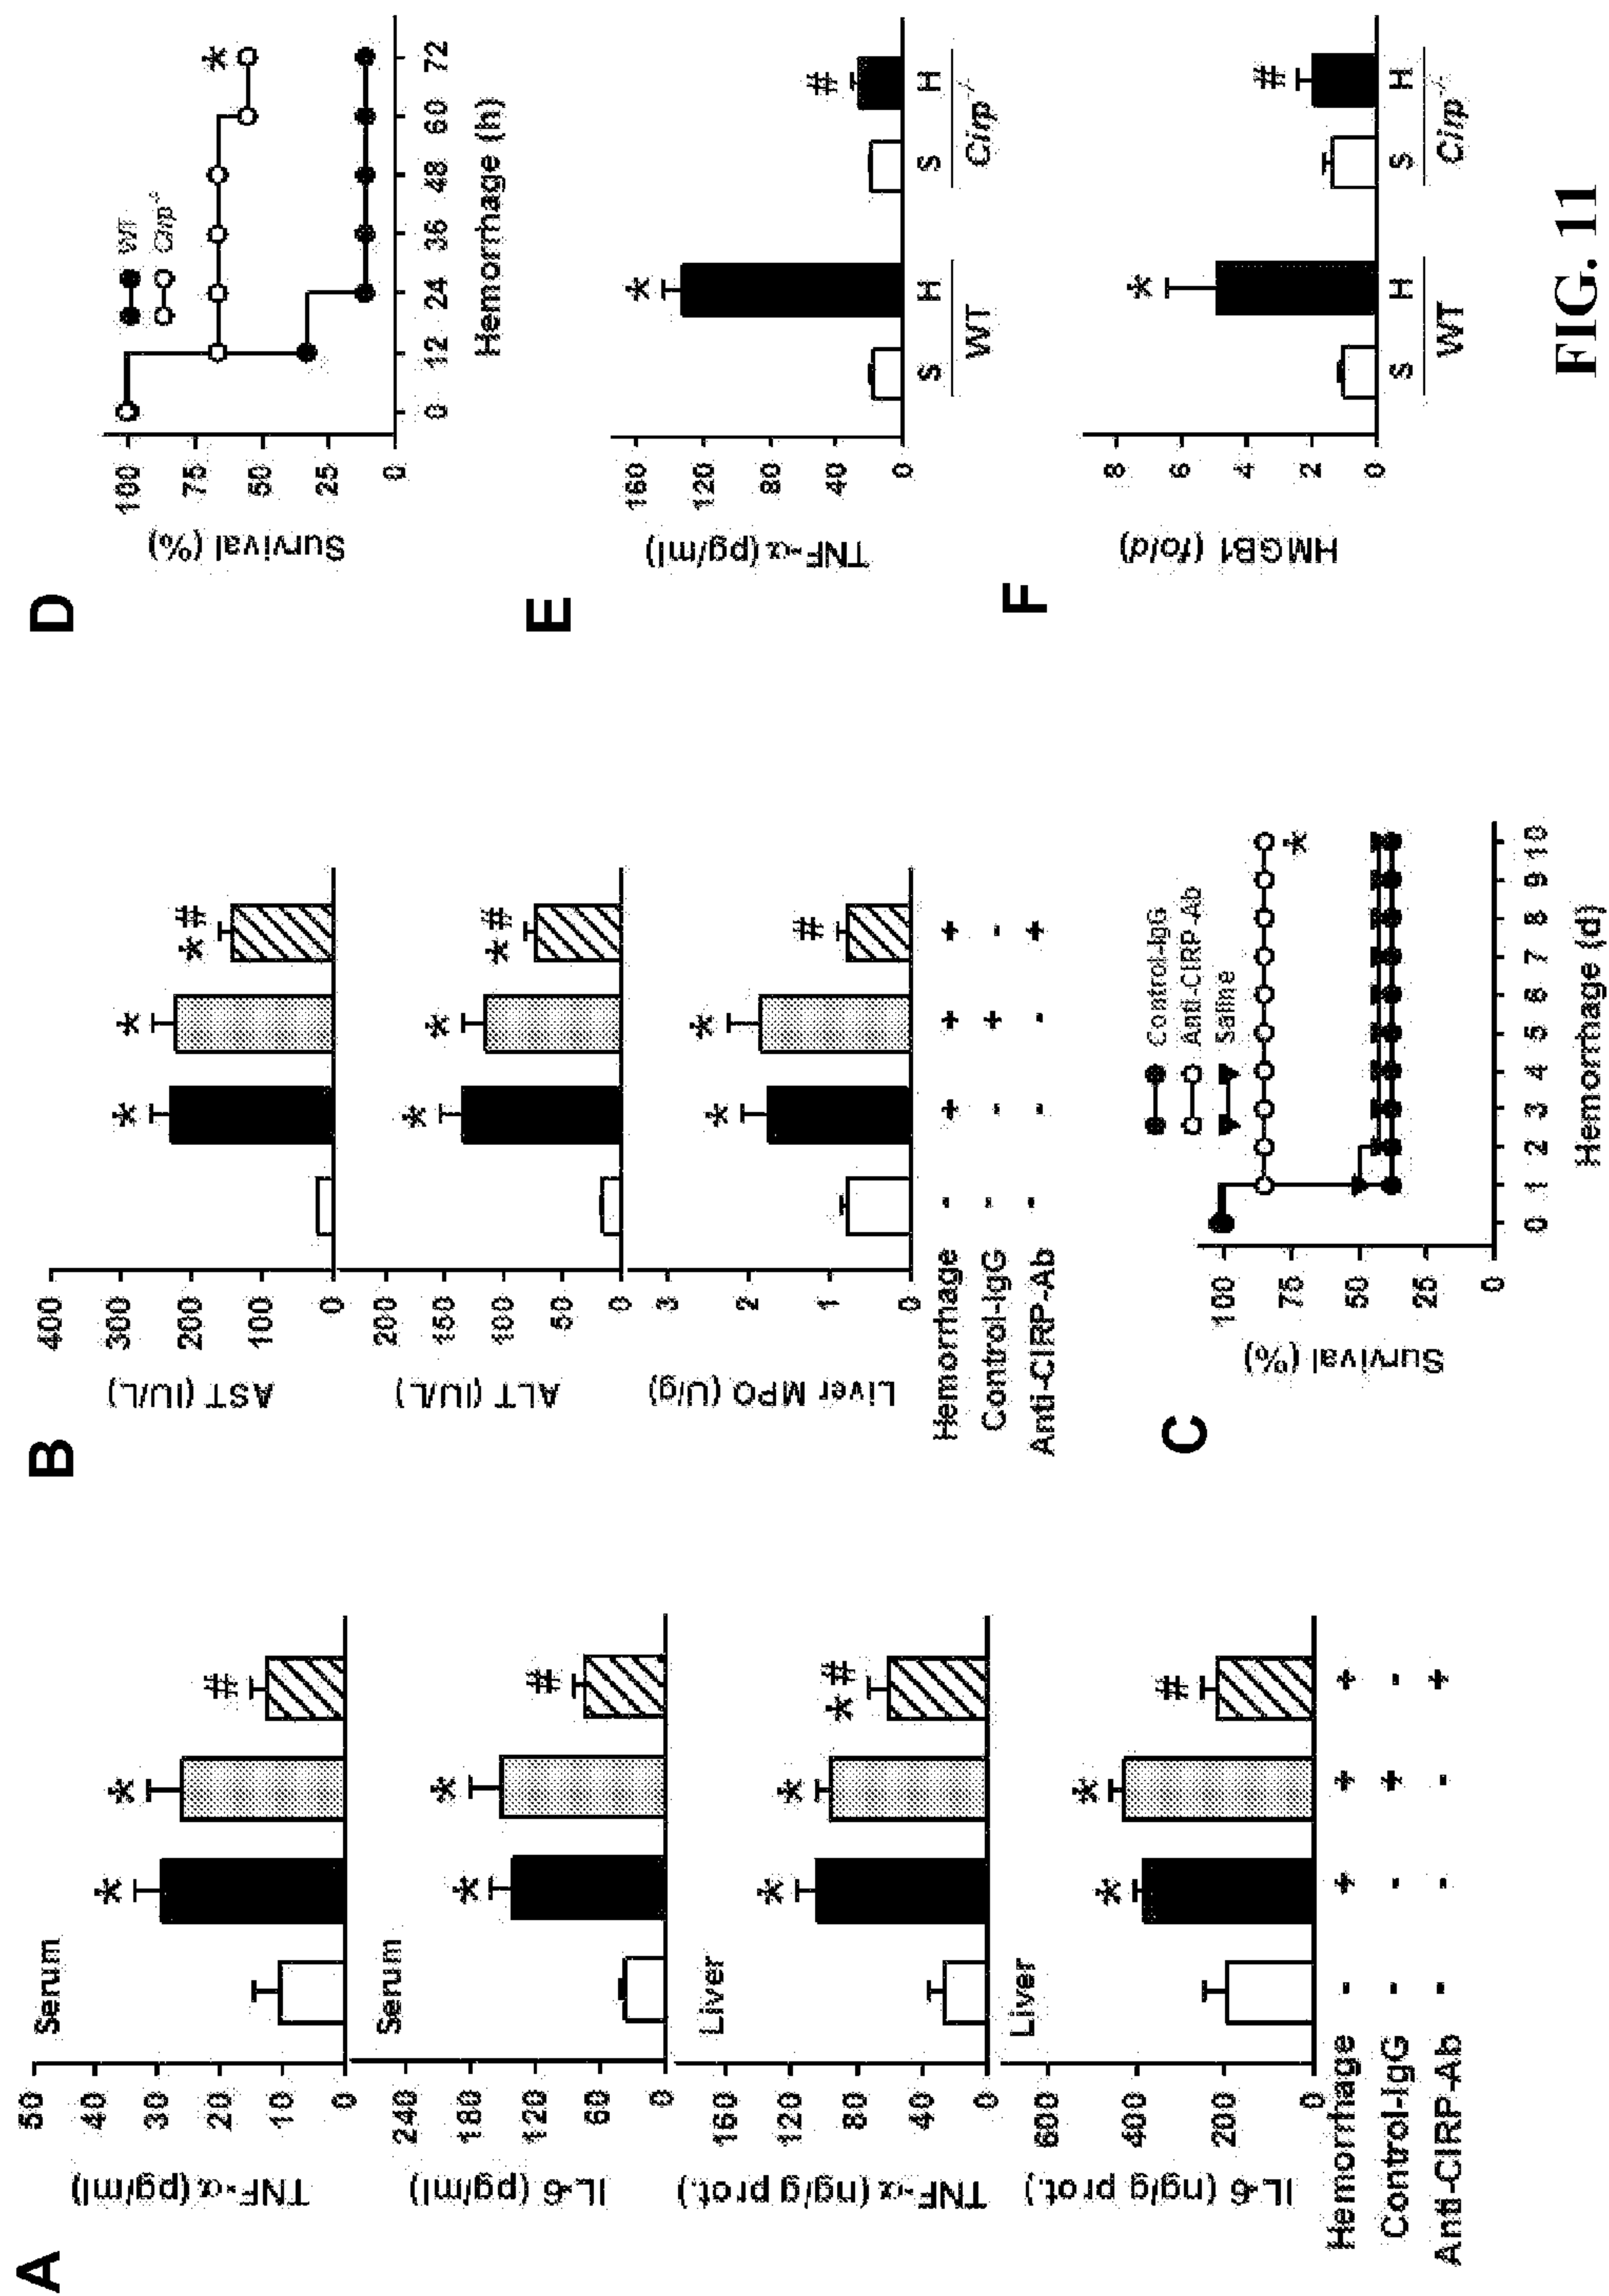 A
Serum
TNF-α (pg/ml)
50
40
30
20
10
0
*
*
#
Serum
IL-6 (pg/ml)
240
180
120
60
0
*
*
#
Liver
TNF-α (ng/g prot.)
160
120
80
40
0
*
*
* #
Liver
IL-6 (ng/g prot.)
600
400
200
0
*
*
#
Hemorrhage - + + +
Control-IgG - - + -
Anti-CIRP-Ab - - - +
B
AST (IU/L)
400
300
200
100
0
*
*
* #
ALT (IU/L)
200
150
100
50
0
*
*
* #
Liver MPO (U/g)
3
2
1
0
*
*
#
Hemorrhage - + + +
Control-IgG - - + -
Anti-CIRP-Ab - - - +
C
Control-IgG
Anti-CIRP-Ab
Saline
Survival (%)
100
75
50
25
0
*
0 1 2 3 4 5 6 7 8 9 10
Hemorrhage (d)
D
WT
Cirp-/-
Survival (%)
100
75
50
25
0
*
0 12 24 36 48 60 72
Hemorrhage (h)
E
TNF-α (pg/ml)
160
120
80
40
0
*
#
S H S H
WT Cirp-/-
F
HMGB1 (fold)
8
6
4
2
0
*
#
S H S H
WT Cirp-/-
FIG. 11